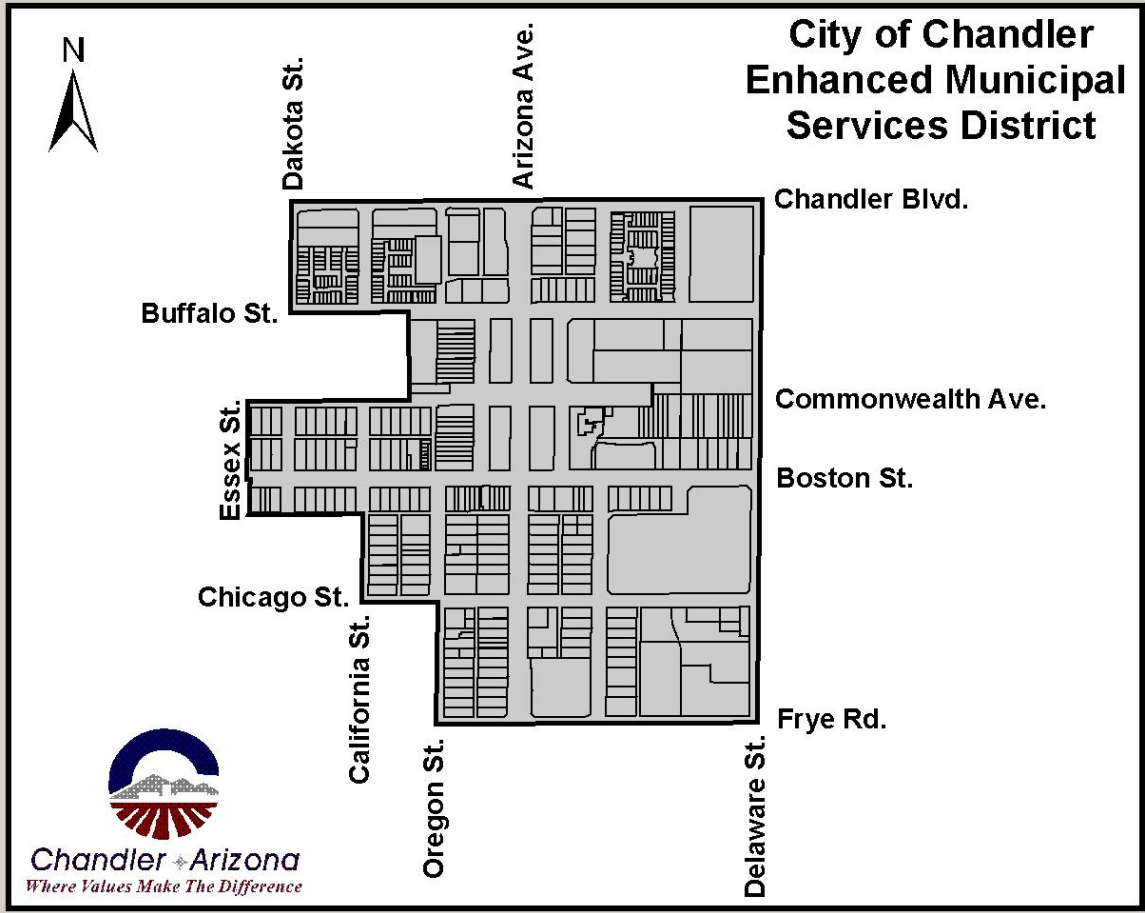 City of Chandler
Enhanced Municipal
Services District
N
Dakota St.
Arizona Ave.
Chandler Blvd.
Buffalo St.
Commonwealth Ave.
Essex St.
Boston St.
Chicago St.
California St.
Oregon St.
Frye Rd.
Delaware St.
Chandler Arizona
Where Values Make The Difference